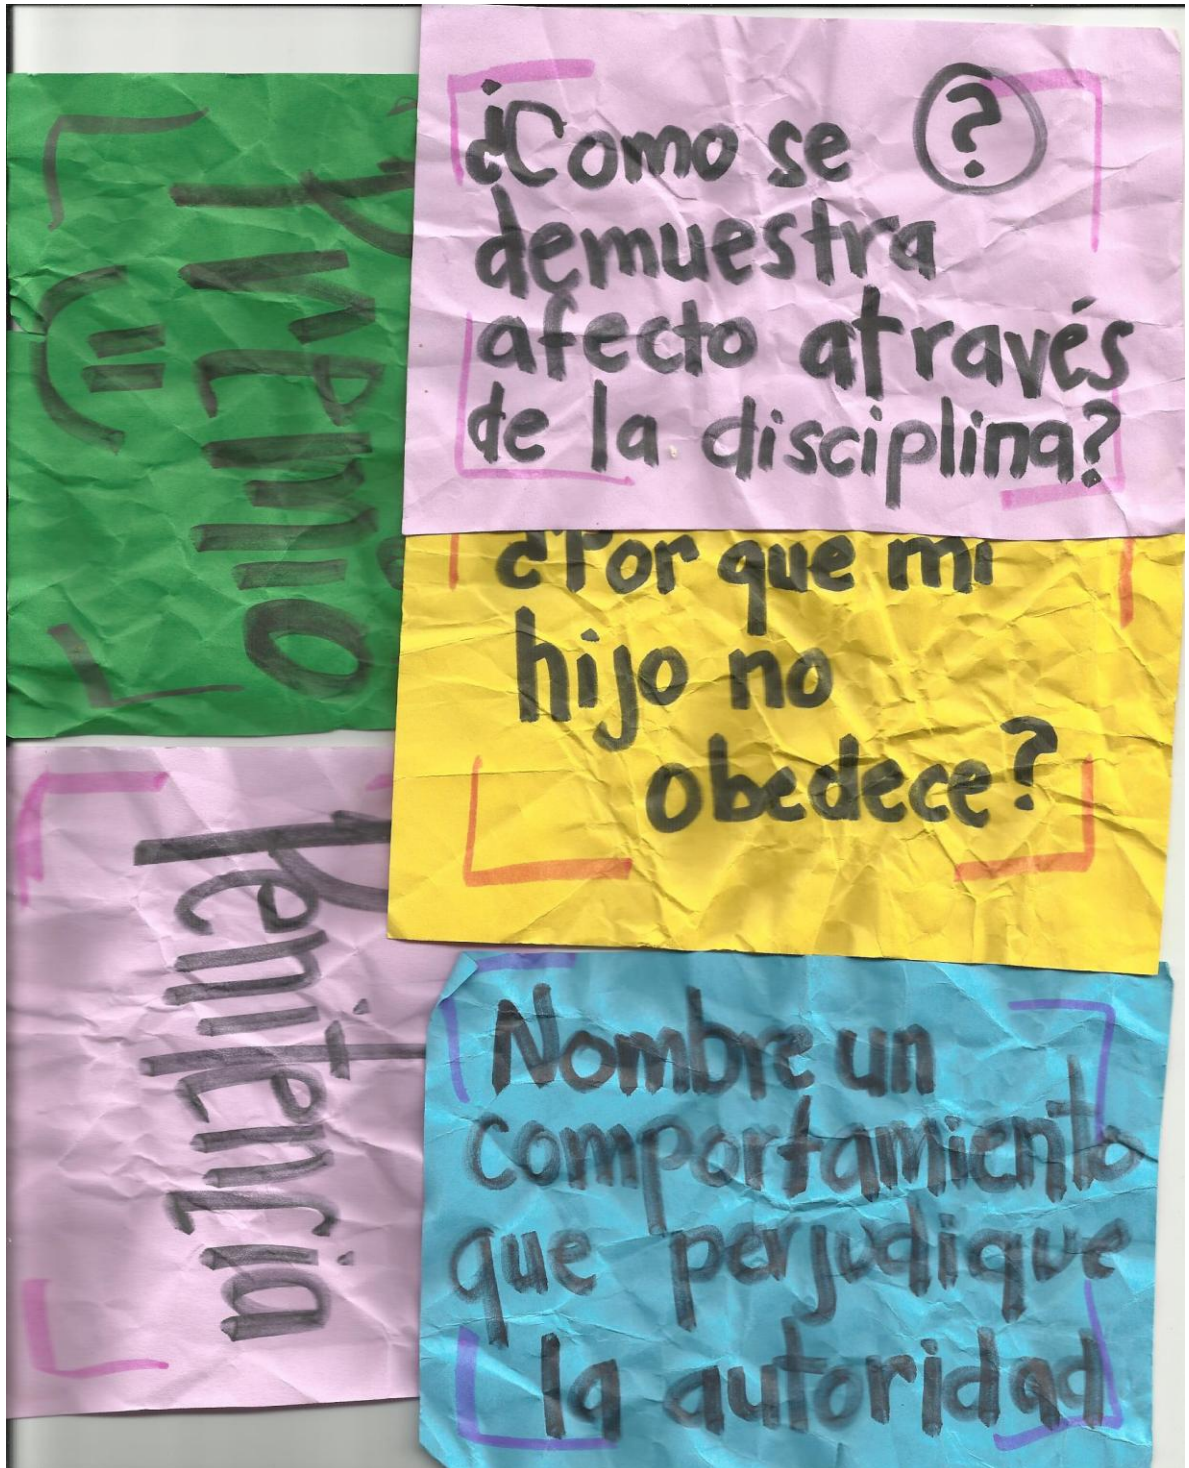 Premio
¿Como se ?
demuestra
afecto através
de la disciplina?
¿Por que mi
hijo no
obedece?
Penitencia
Nombre un
comportamiento
que perjudique
la autoridad